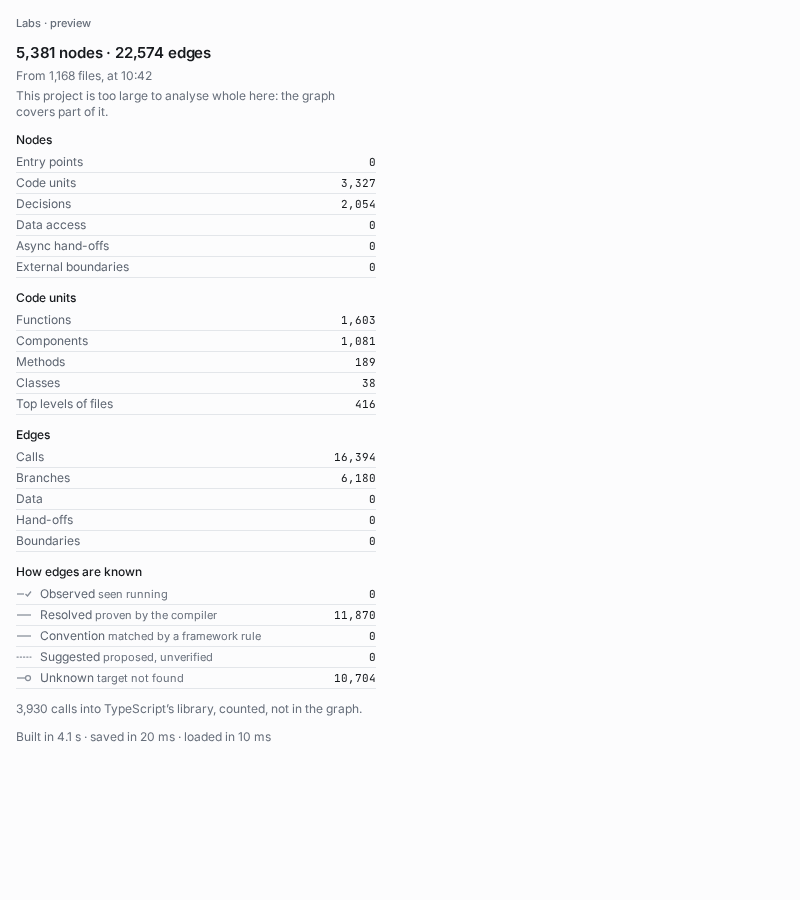 Labs · preview
5,381 nodes · 22,574 edges
From 1,168 files, at 10:42
This project is too large to analyse whole here: the graph
covers part of it.
Nodes
Entry points 0
Code units 3,327
Decisions 2,054
Data access 0
Async hand-offs 0
External boundaries 0
Code units
Functions 1,603
Components 1,081
Methods 189
Classes 38
Top levels of files 416
Edges
Calls 16,394
Branches 6,180
Data 0
Hand-offs 0
Boundaries 0
How edges are known
Observed seen running 0
Resolved proven by the compiler 11,870
Convention matched by a framework rule 0
Suggested proposed, unverified 0
Unknown target not found 10,704
3,930 calls into TypeScript’s library, counted, not in the graph.
Built in 4.1 s · saved in 20 ms · loaded in 10 ms